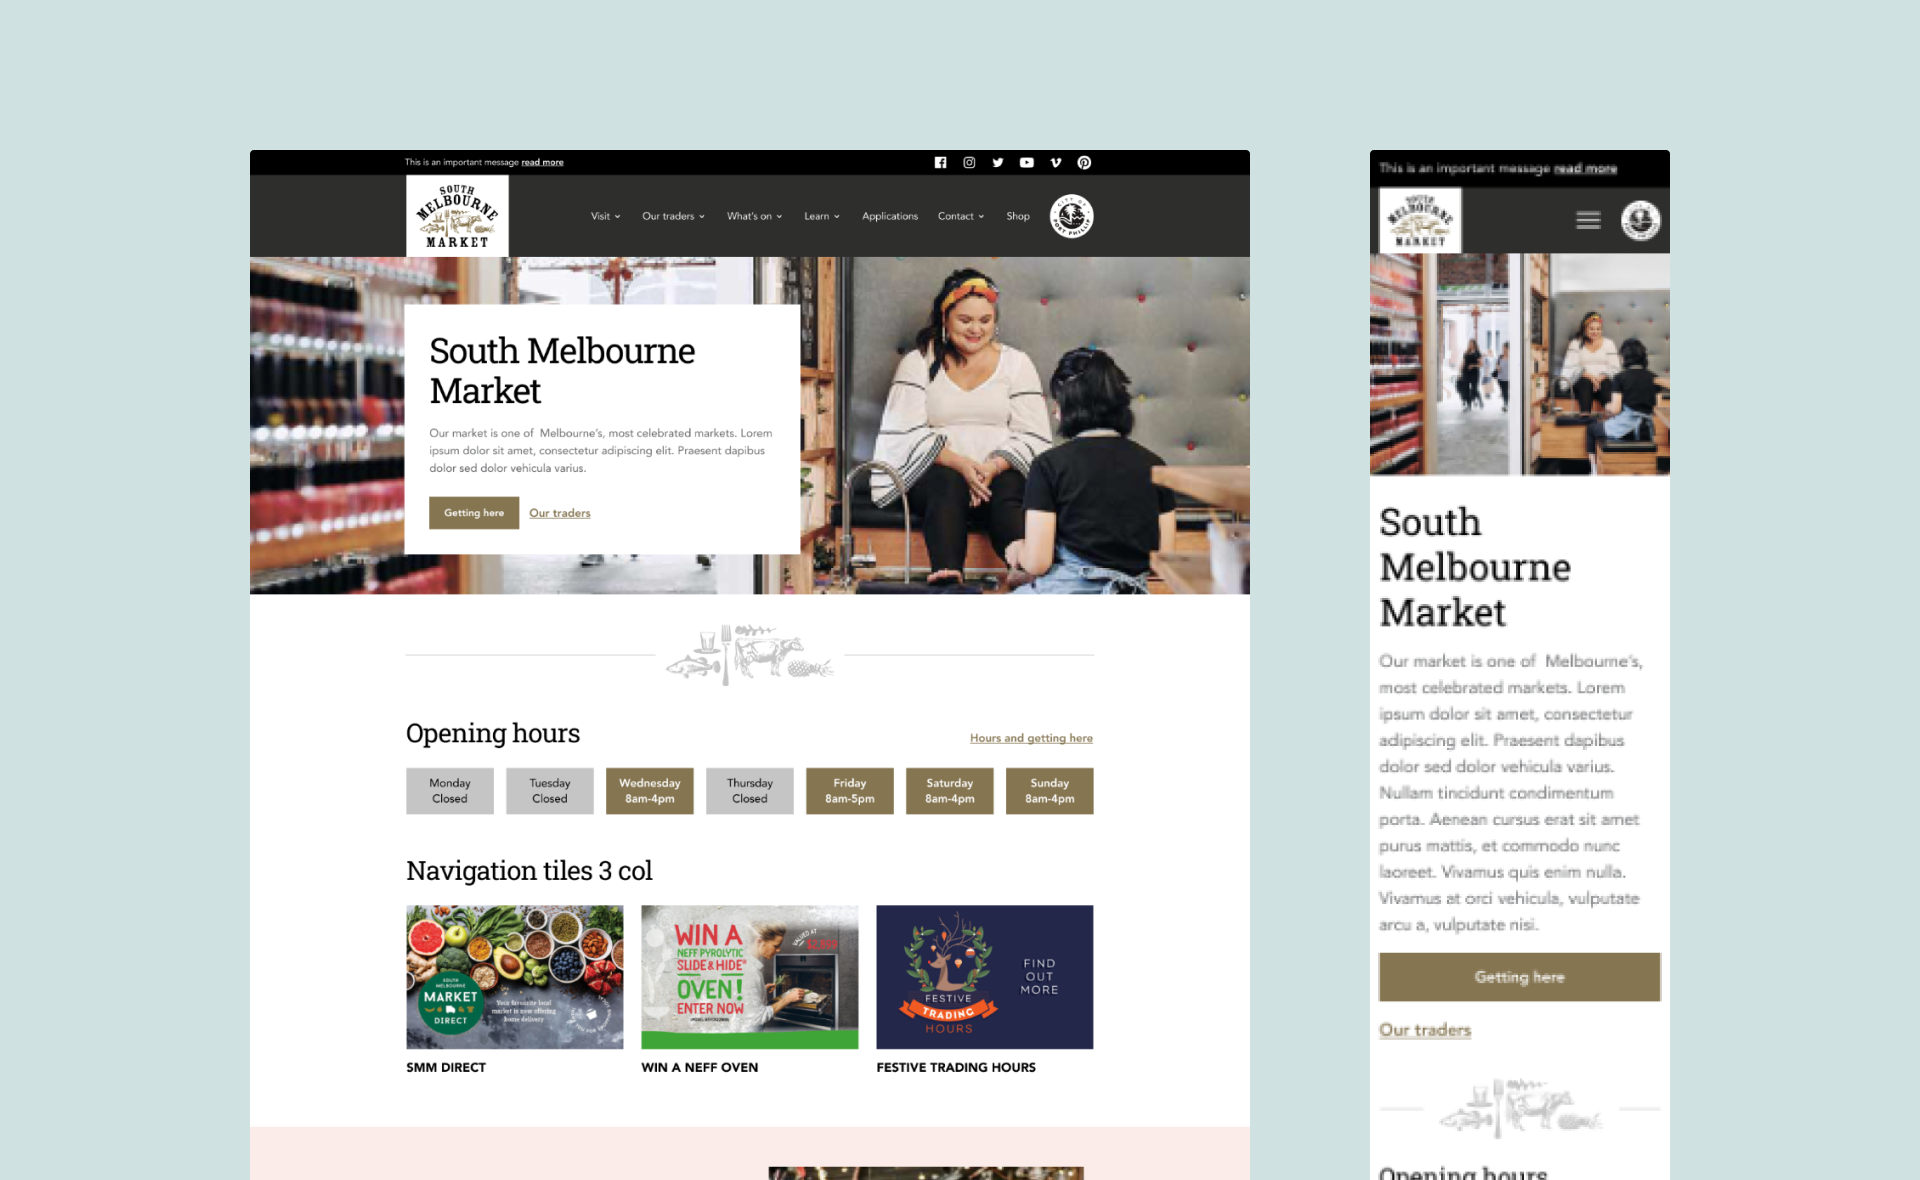 This is an important message read more
SOUTH
MELBOURNE
MARKET
Visit
Our traders
What's on
Learn
Applications
Contact
Shop
CITY OF
PORT PHILLIP
South Melbourne
Market
Our market is one of  Melbourne's, most celebrated markets. Lorem
ipsum dolor sit amet, consectetur adipiscing elit. Praesent dapibus
dolor sed dolor vehicula varius.
Getting here
Our traders
Opening hours
Hours and getting here
Monday
Closed
Tuesday
Closed
Wednesday
8am-4pm
Thursday
Closed
Friday
8am-5pm
Saturday
8am-4pm
Sunday
8am-4pm
Navigation tiles 3 col
SOUTH
MELBOURNE
MARKET
DIRECT
Your favourite local
market is now offering
home delivery
SMM DIRECT
WIN A
NEFF PYROLYTIC
SLIDE & HIDE®
OVEN!
ENTER NOW
VALUED AT
WIN A NEFF OVEN
FESTIVE
TRADING
HOURS
FIND
OUT
MORE
FESTIVE TRADING HOURS
This is an important message read more
SOUTH
MELBOURNE
MARKET
South
Melbourne
Market
Our market is one of  Melbourne's,
most celebrated markets. Lorem
ipsum dolor sit amet, consectetur
adipiscing elit. Praesent dapibus
dolor sed dolor vehicula varius.
Nullam tincidunt condimentum
porta. Aenean cursus erat sit amet
purus mattis, et commodo nunc
laoreet. Vivamus quis enim nulla.
Vivamus at orci vehicula, vulputate
arcu a, vulputate nisi.
Getting here
Our traders
Opening hours